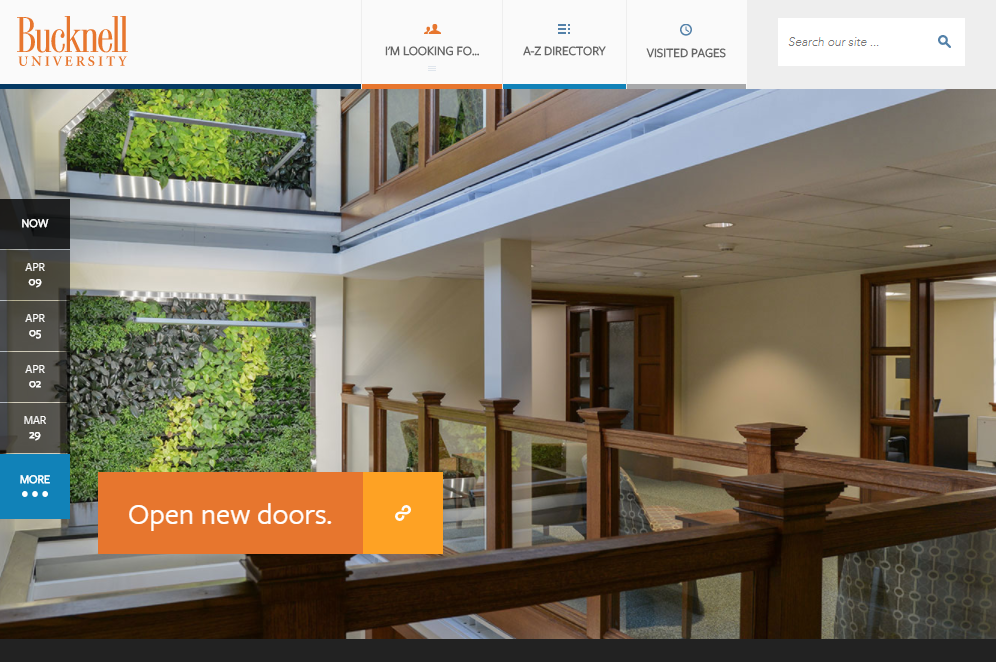 Bucknell
UNIVERSITY
I'M LOOKING FO...
A-Z DIRECTORY
VISITED PAGES
Search our site ...
NOW
APR
09
APR
05
APR
02
MAR
29
MORE
Open new doors.